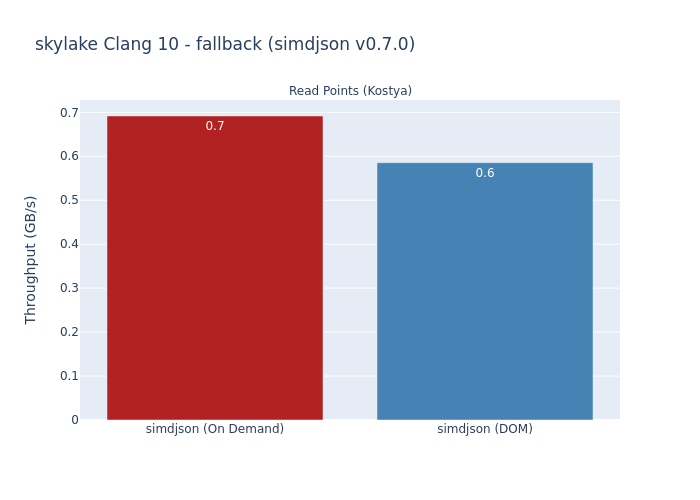 skylake Clang 10 - fallback (simdjson v0.7.0)
Read Points (Kostya)
Throughput (GB/s)
0.7
0.6
0.5
0.4
0.3
0.2
0.1
0
0.7
0.6
simdjson (On Demand)
simdjson (DOM)